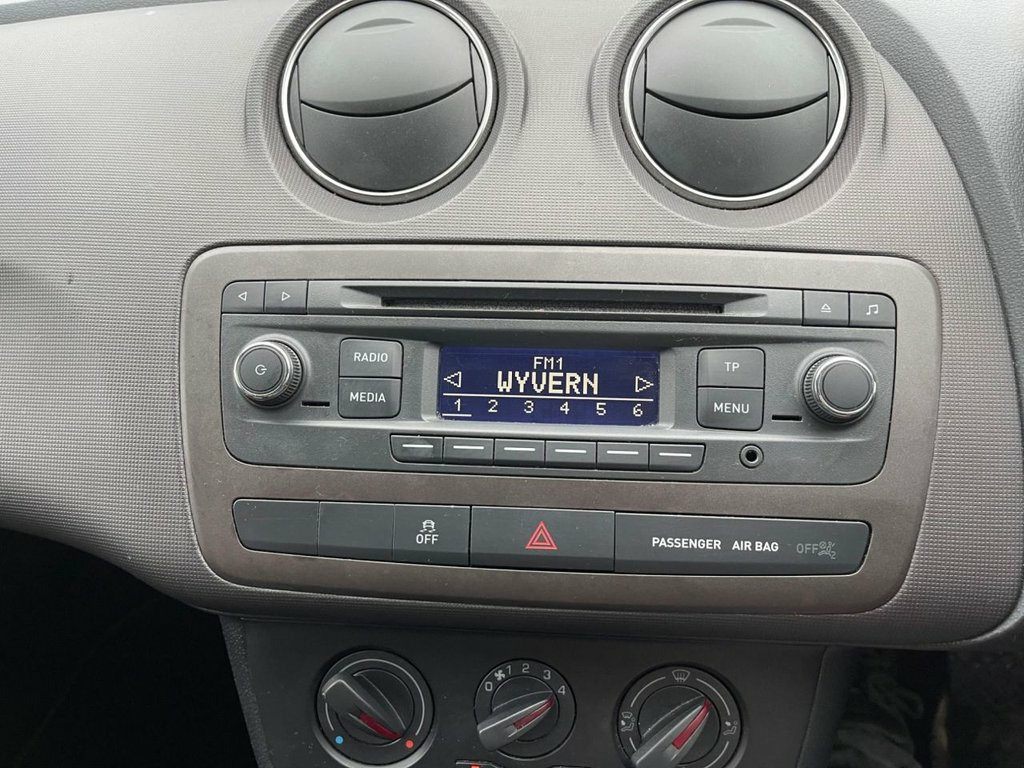 RADIO
MEDIA
FM1
WYVERN
1 2 3 4 5 6
TP
MENU
OFF
PASSENGER AIR BAG OFF
0 1 2 3 4